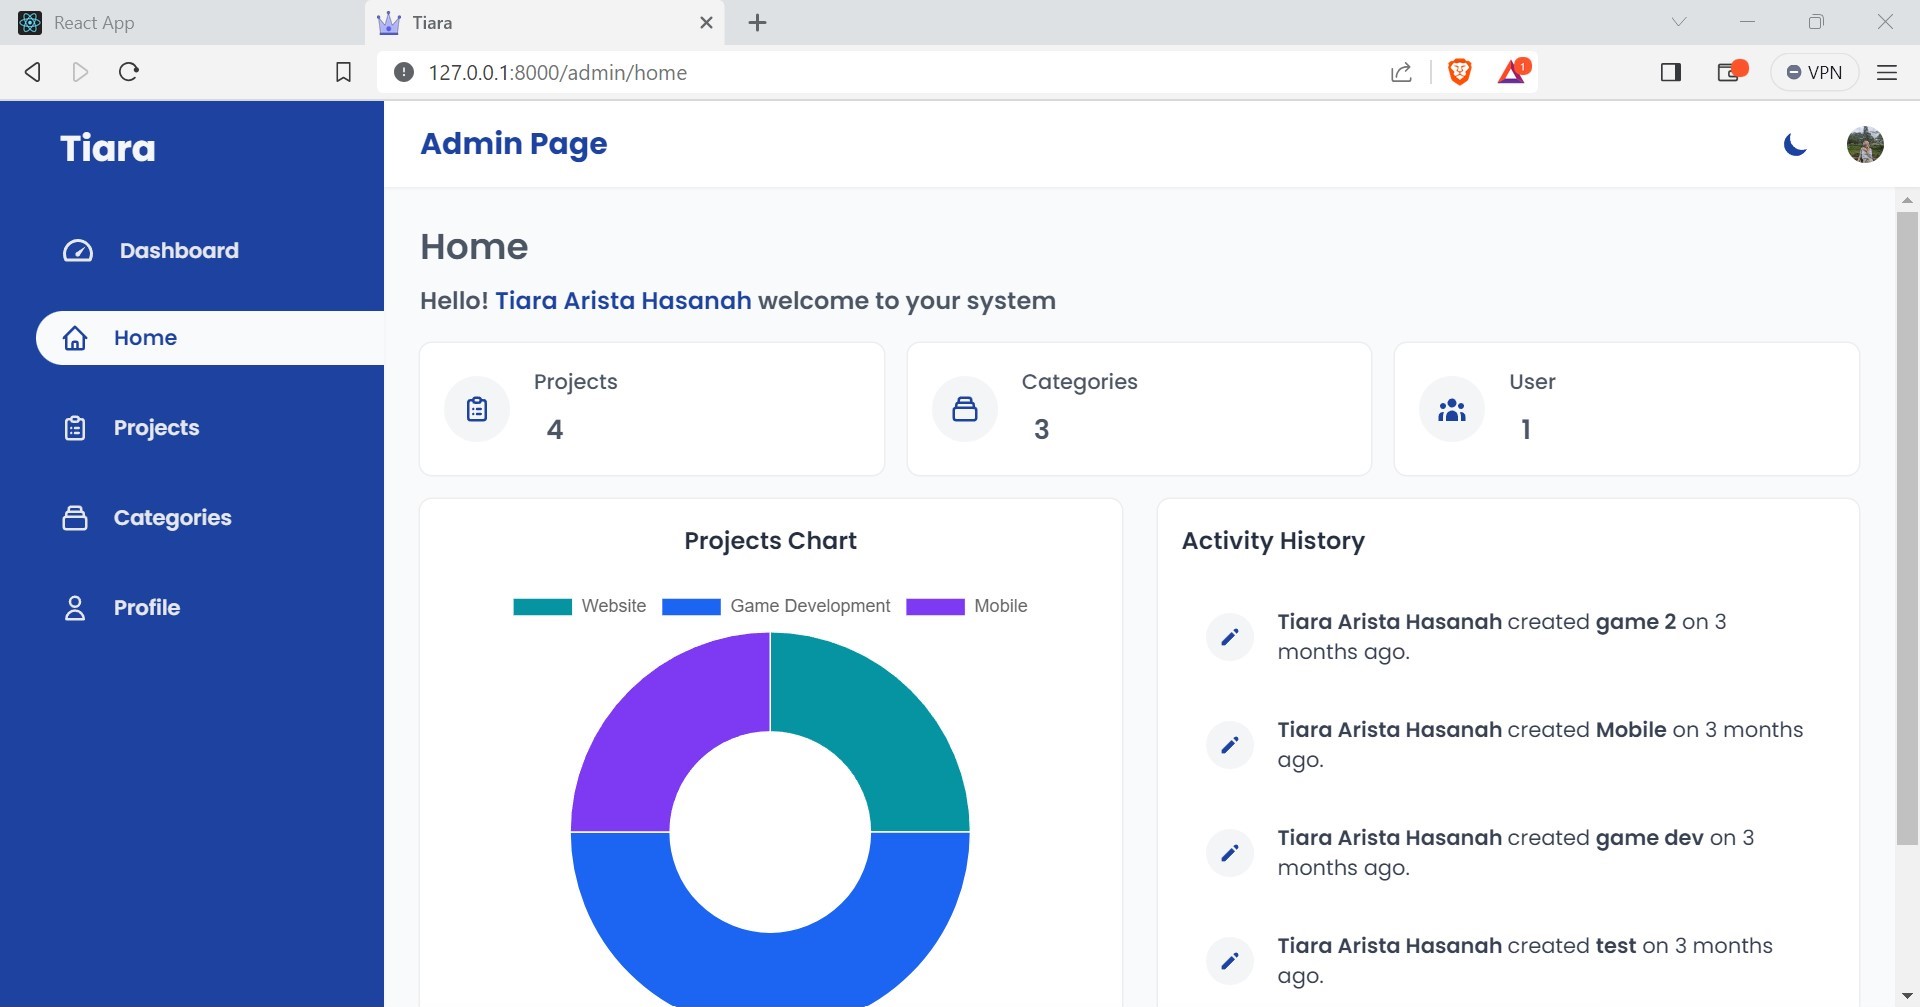 React App
Tiara
127.0.0.1:8000/admin/home
1
VPN
Tiara
Admin Page
Dashboard
Home
Projects
Categories
Profile
Home
Hello! Tiara Arista Hasanah welcome to your system
Projects
4
Categories
3
User
1
Projects Chart
Website
Game Development
Mobile
Activity History
Tiara Arista Hasanah created game 2 on 3
months ago.
Tiara Arista Hasanah created Mobile on 3 months
ago.
Tiara Arista Hasanah created game dev on 3
months ago.
Tiara Arista Hasanah created test on 3 months
ago.